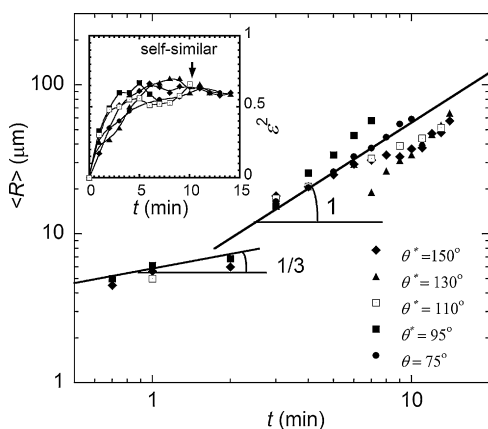 self-similar
1
0.5
0
ε²
0 5 10 15
t (min)
100
10
1
<R> (μm)
1
1/3
θ* = 150°
θ* = 130°
θ* = 110°
θ* = 95°
θ = 75°
1 10
t (min)